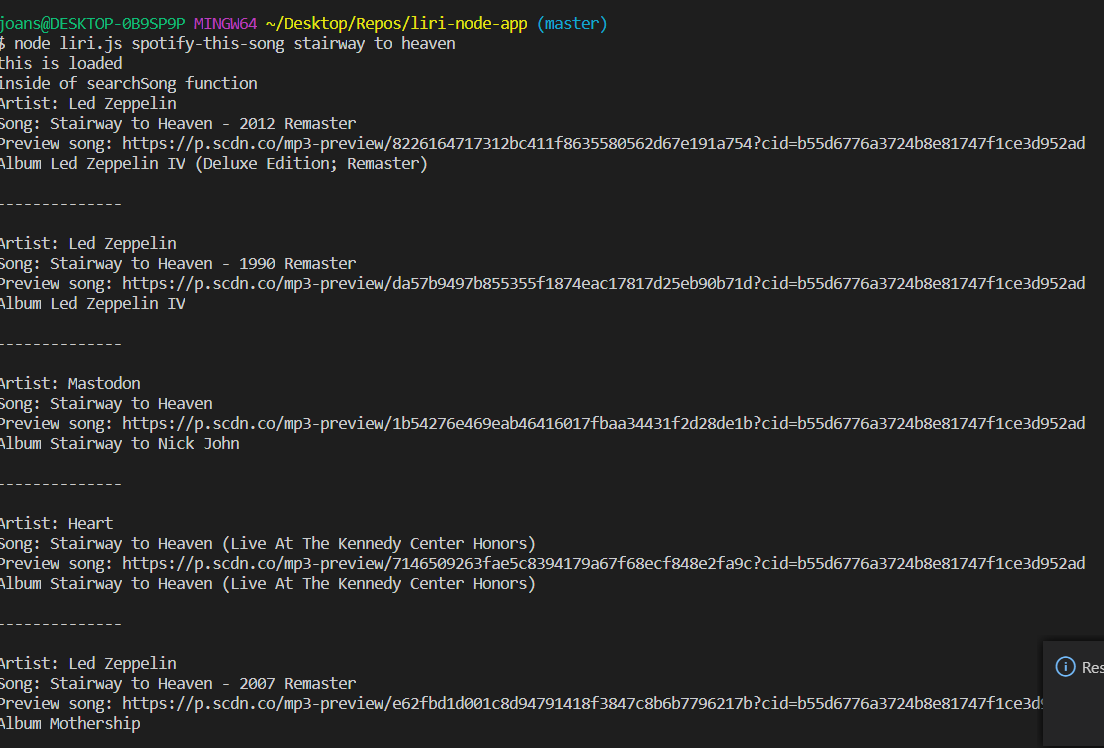 joans@DESKTOP-0B9SP9P MINGW64 ~/Desktop/Repos/liri-node-app (master)
$ node liri.js spotify-this-song stairway to heaven
this is loaded
inside of searchSong function
Artist: Led Zeppelin
Song: Stairway to Heaven - 2012 Remaster
Preview song: https://p.scdn.co/mp3-preview/8226164717312bc411f8635580562d67e191a754?cid=b55d6776a3724b8e81747f1ce3d952ad
Album Led Zeppelin IV (Deluxe Edition; Remaster)
--------------
Artist: Led Zeppelin
Song: Stairway to Heaven - 1990 Remaster
Preview song: https://p.scdn.co/mp3-preview/da57b9497b855355f1874eac17817d25eb90b71d?cid=b55d6776a3724b8e81747f1ce3d952ad
Album Led Zeppelin IV
--------------
Artist: Mastodon
Song: Stairway to Heaven
Preview song: https://p.scdn.co/mp3-preview/1b54276e469eab46416017fbaa34431f2d28de1b?cid=b55d6776a3724b8e81747f1ce3d952ad
Album Stairway to Nick John
--------------
Artist: Heart
Song: Stairway to Heaven (Live At The Kennedy Center Honors)
Preview song: https://p.scdn.co/mp3-preview/7146509263fae5c8394179a67f68ecf848e2fa9c?cid=b55d6776a3724b8e81747f1ce3d952ad
Album Stairway to Heaven (Live At The Kennedy Center Honors)
--------------
Artist: Led Zeppelin
Song: Stairway to Heaven - 2007 Remaster
Preview song: https://p.scdn.co/mp3-preview/e62fbd1d001c8d94791418f3847c8b6b7796217b?cid=b55d6776a3724b8e81747f1ce3d9
Album Mothership
Res